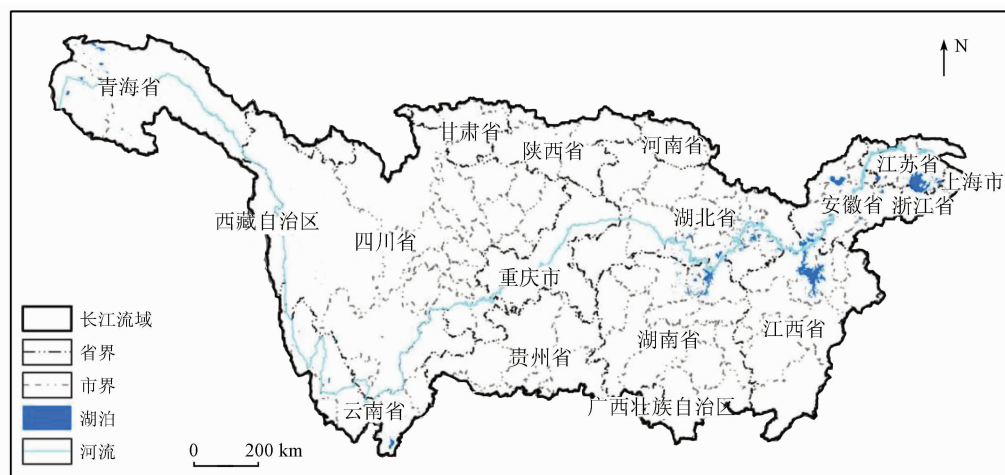 N
青海省
甘肃省
陕西省
河南省
江苏省
上海市
安徽省
浙江省
西藏自治区
四川省
湖北省
重庆市
湖南省
江西省
贵州省
云南省
广西壮族自治区
长江流域
省界
市界
湖泊
河流
0 200 km